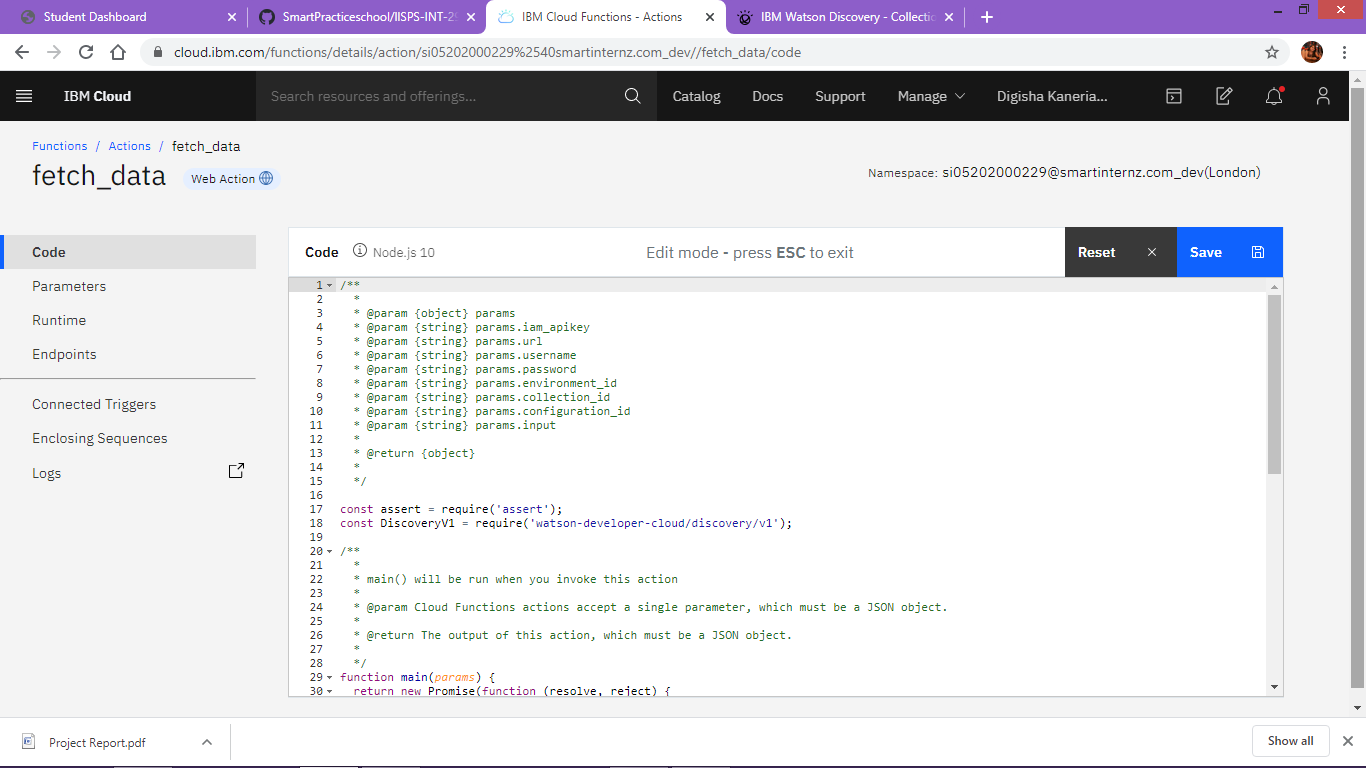 Student Dashboard
SmartPracticeschool/IISPS-INT-25
IBM Cloud Functions - Actions
IBM Watson Discovery - Collectic
cloud.ibm.com/functions/details/action/si05202000229%2540smartinternz.com_dev//fetch_data/code
IBM Cloud
Search resources and offerings...
Catalog
Docs
Support
Manage
Digisha Kaneria...
Functions / Actions / fetch_data
fetch_data
Web Action
Namespace: si05202000229@smartinternz.com_dev(London)
Code
Parameters
Runtime
Endpoints
Connected Triggers
Enclosing Sequences
Logs
Code
Node.js 10
Edit mode - press ESC to exit
Reset
Save
1 /**
2 *
3 * @param {object} params
4 * @param {string} params.iam_apikey
5 * @param {string} params.url
6 * @param {string} params.username
7 * @param {string} params.password
8 * @param {string} params.environment_id
9 * @param {string} params.collection_id
10 * @param {string} params.configuration_id
11 * @param {string} params.input
12 *
13 * @return {object}
14 *
15 */
16
17 const assert = require('assert');
18 const DiscoveryV1 = require('watson-developer-cloud/discovery/v1');
19
20 /**
21 *
22 * main() will be run when you invoke this action
23 *
24 * @param Cloud Functions actions accept a single parameter, which must be a JSON object.
25 *
26 * @return The output of this action, which must be a JSON object.
27 *
28 */
29 function main(params) {
30 return new Promise(function (resolve, reject) {
Project Report.pdf
Show all